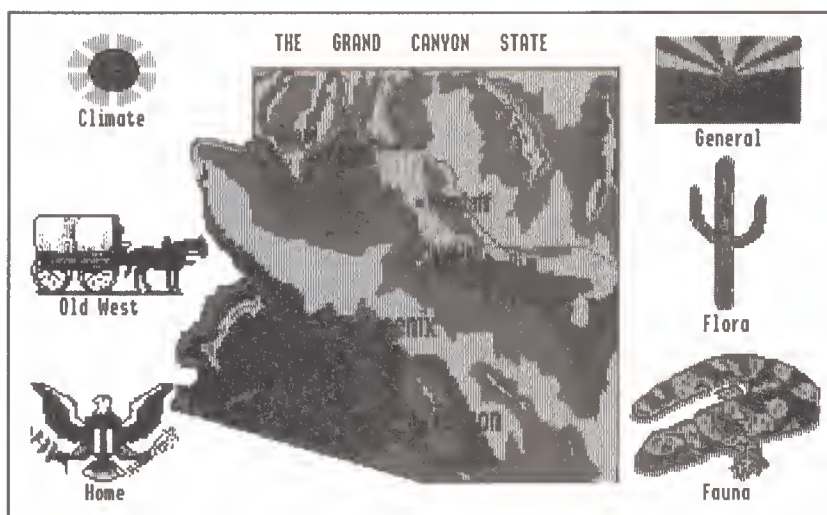 THE GRAND CANYON STATE
Climate
General
Old West
Flora
Home
Fauna